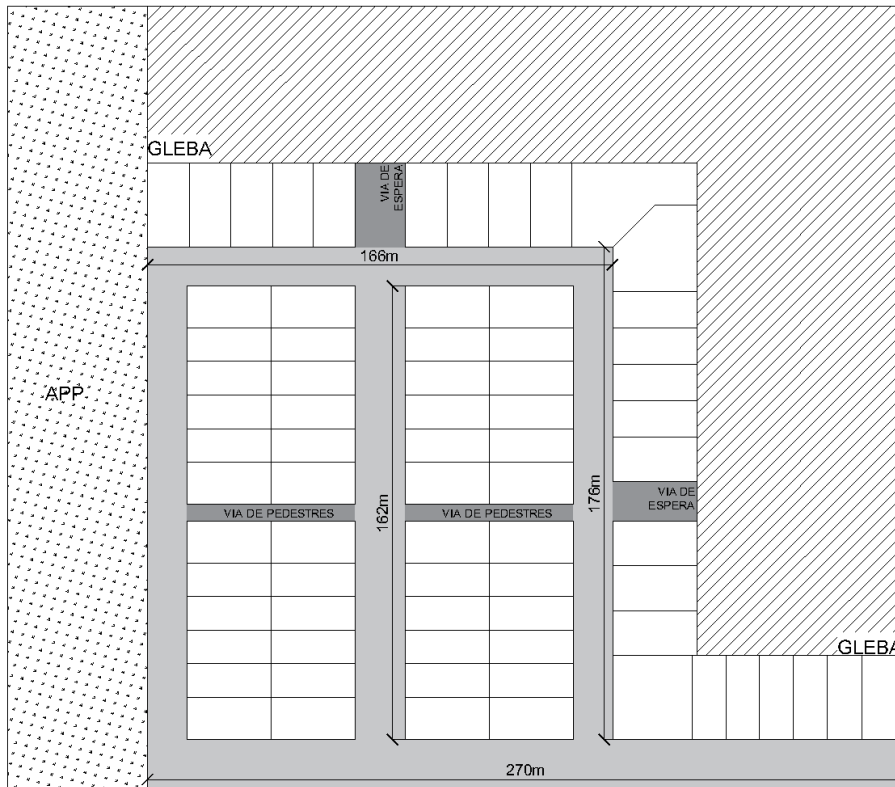 GLEBA
VIA DE
ESPERA
166m
APP
176m
VIA DE
ESPERA
VIA DE PEDESTRES
162m
VIA DE PEDESTRES
GLEBA
270m